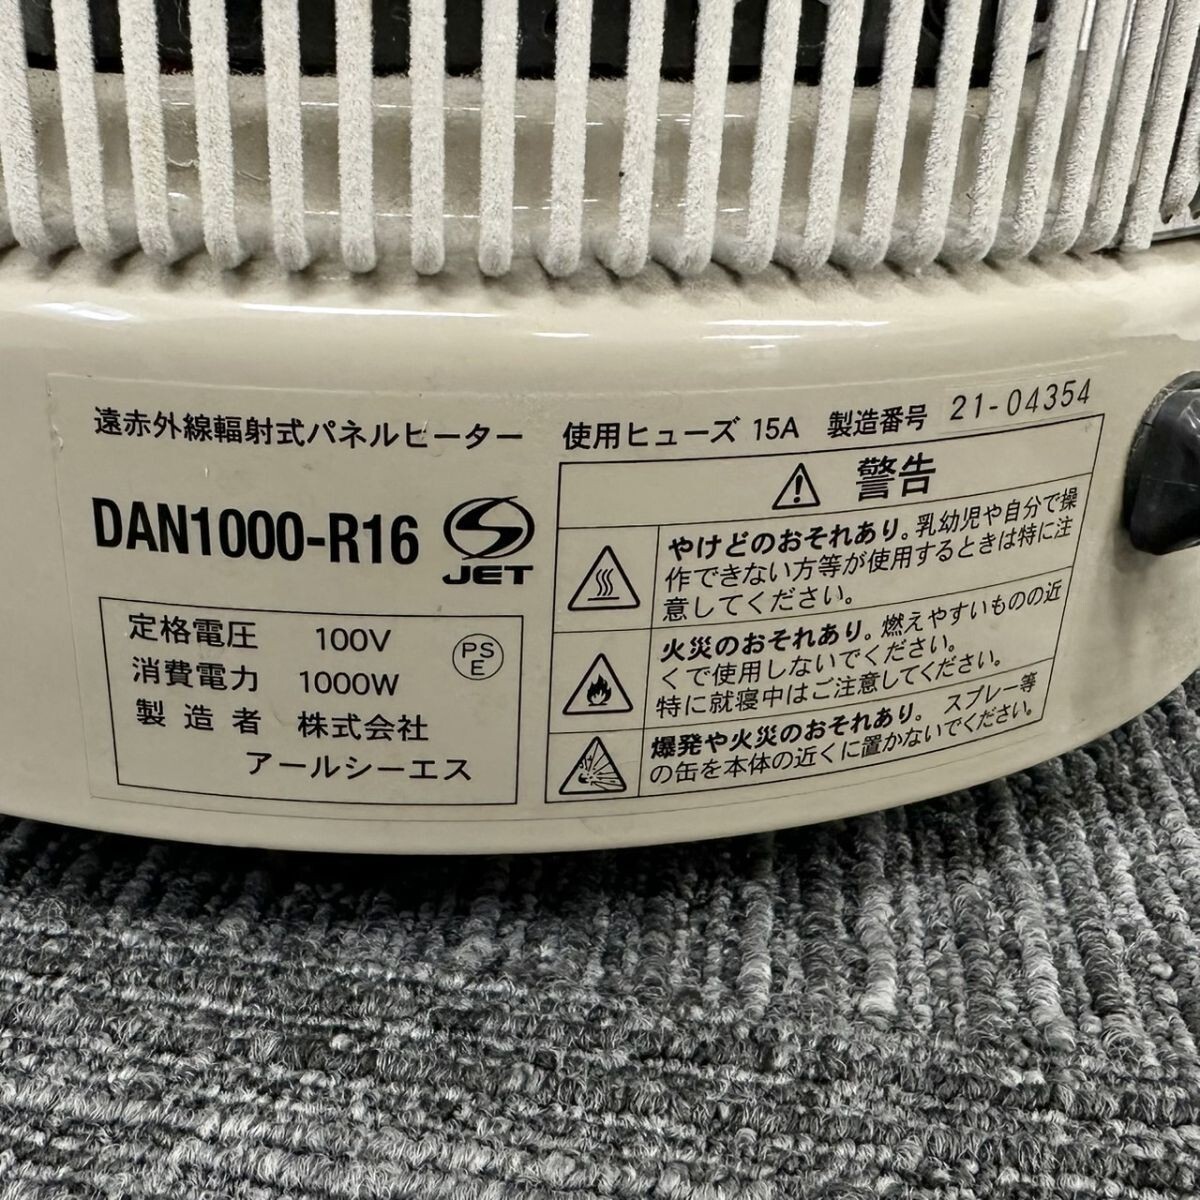 遠赤外線輻射式パネルヒーター
DAN1000-R16
JET
定格電圧 100V
消費電力 1000W
PS
E
製造者 株式会社
アールシーエス
使用ヒューズ 15A 製造番号 21-04354
警告
やけどのおそれあり。乳幼児や自分で操
作できない方等が使用するときは特に注
意してください。
火災のおそれあり。燃えやすいものの近
くで使用しないでください。
特に就寝中はご注意してください。
爆発や火災のおそれあり。 スプレー等
の缶を本体の近くに置かないでください。